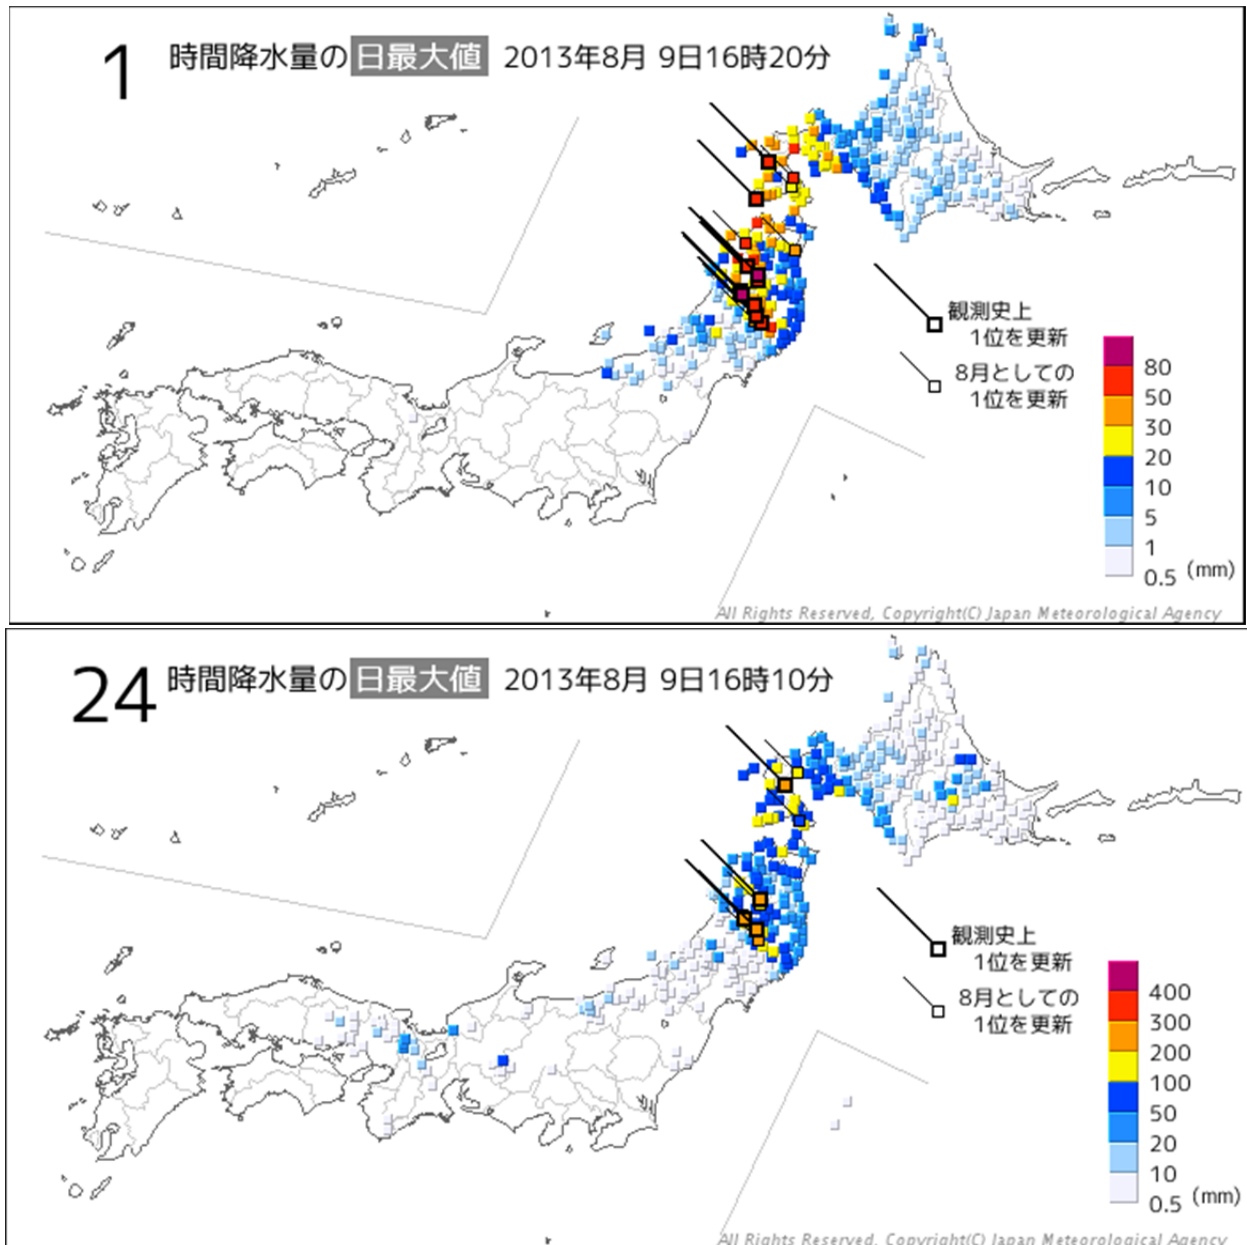 1 時間降水量の 日最大値 2013年8月 9日16時20分
観測史上
1位を更新
8月としての
1位を更新
80
50
30
20
10
5
1
0.5 (mm)
All Rights Reserved, Copyright(C) Japan Meteorological Agency
24 時間降水量の 日最大値 2013年8月 9日16時10分
観測史上
1位を更新
8月としての
1位を更新
400
300
200
100
50
20
10
0.5 (mm)
All Rights Reserved, Copyright(C) Japan Meteorological Agency